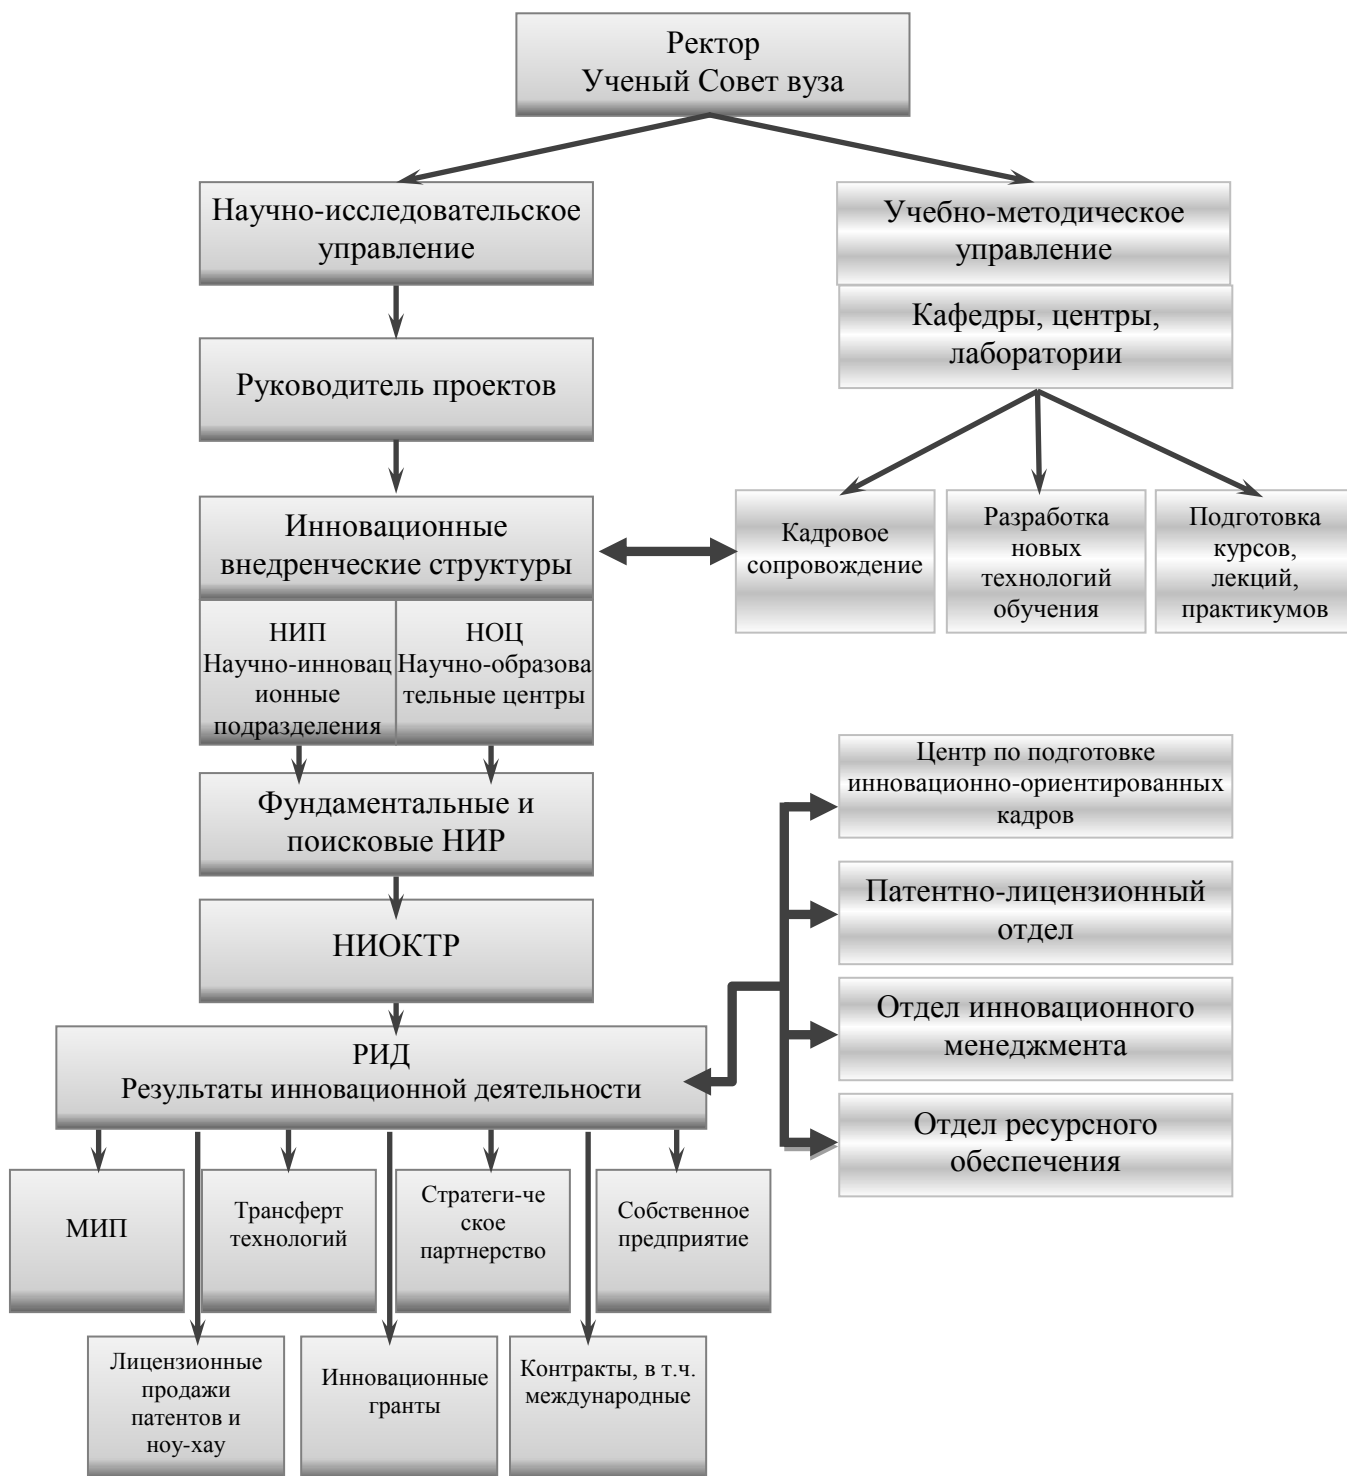 Ректор
Ученый Совет вуза
Научно-исследовательское
управление
Учебно-методическое
управление
Кафедры, центры,
лаборатории
Руководитель проектов
Инновационные
внедренческие структуры
Кадровое
сопровождение
Разработка
новых
технологий
обучения
Подготовка
курсов,
лекций,
практикумов
НИП
Научно-инновац
ионные
подразделения
НОЦ
Научно-образова
тельные центры
Фундаментальные и
поисковые НИР
НИОКТР
РИД
Результаты инновационной деятельности
Центр по подготовке
инновационно-ориентированных
кадров
Патентно-лицензионный
отдел
Отдел инновационного
менеджмента
Отдел ресурсного
обеспечения
МИП
Трансферт
технологий
Стратеги-че
ское
партнерство
Собственное
предприятие
Лицензионные
продажи
патентов и
ноу-хау
Инновационные
гранты
Контракты, в т.ч.
международные